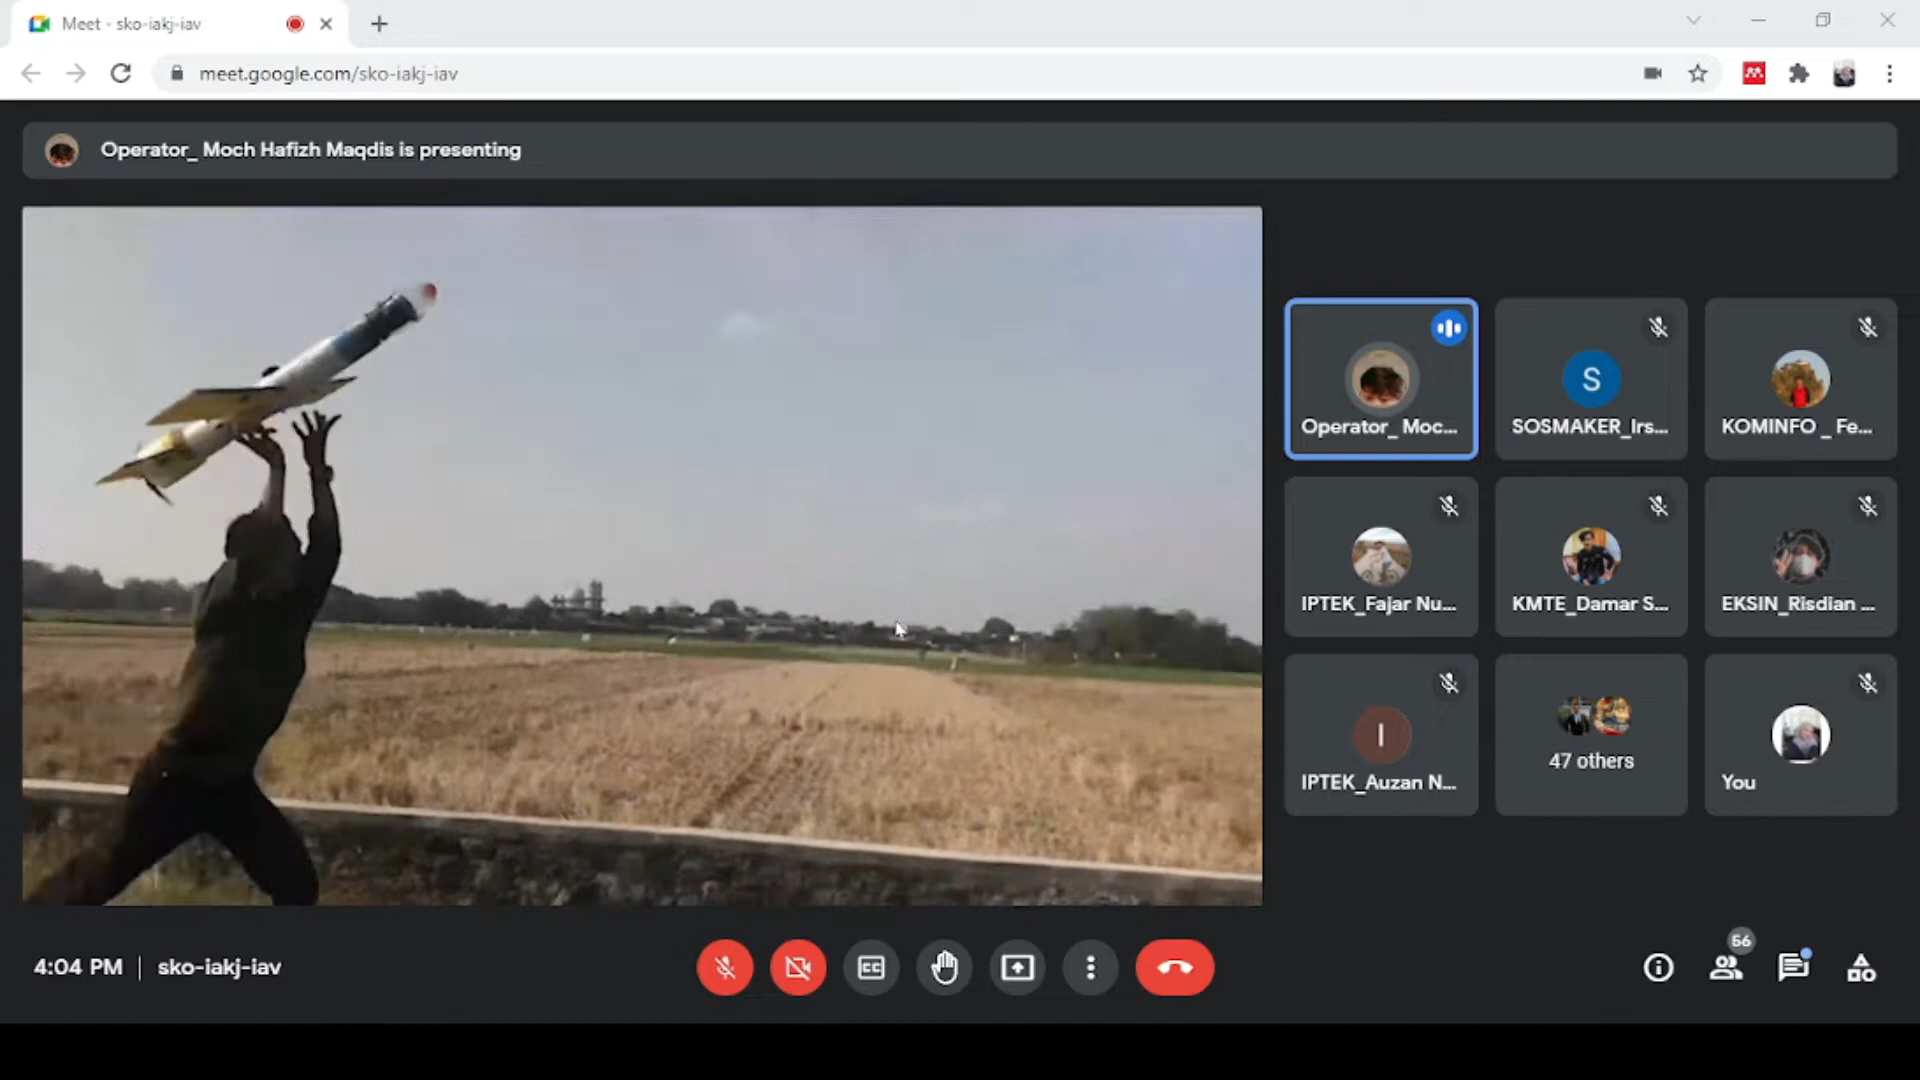 Meet - sko-iakj-iav
meet.google.com/sko-iakj-iav
Operator_ Moch Hafizh Maqdis is presenting
Operator_ Moc...
SOSMAKER_Irs...
KOMINFO _ Fe...
S
IPTEK_Fajar Nu...
KMTE_Damar S...
EKSIN_Risdian ...
I
IPTEK_Auzan N...
47 others
You
4:04 PM | sko-iakj-iav
CC
56